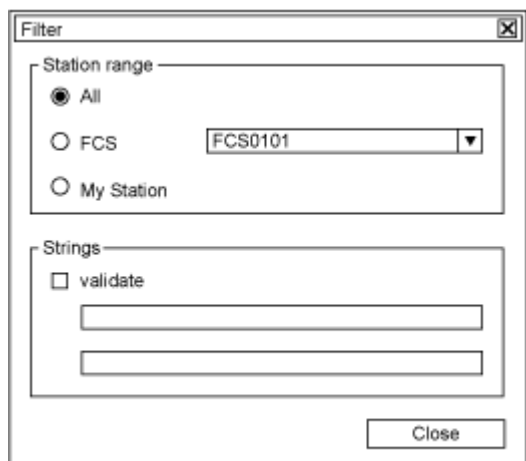 Filter
Station range
All
FCS FCS0101
My Station
Strings
validate
Close